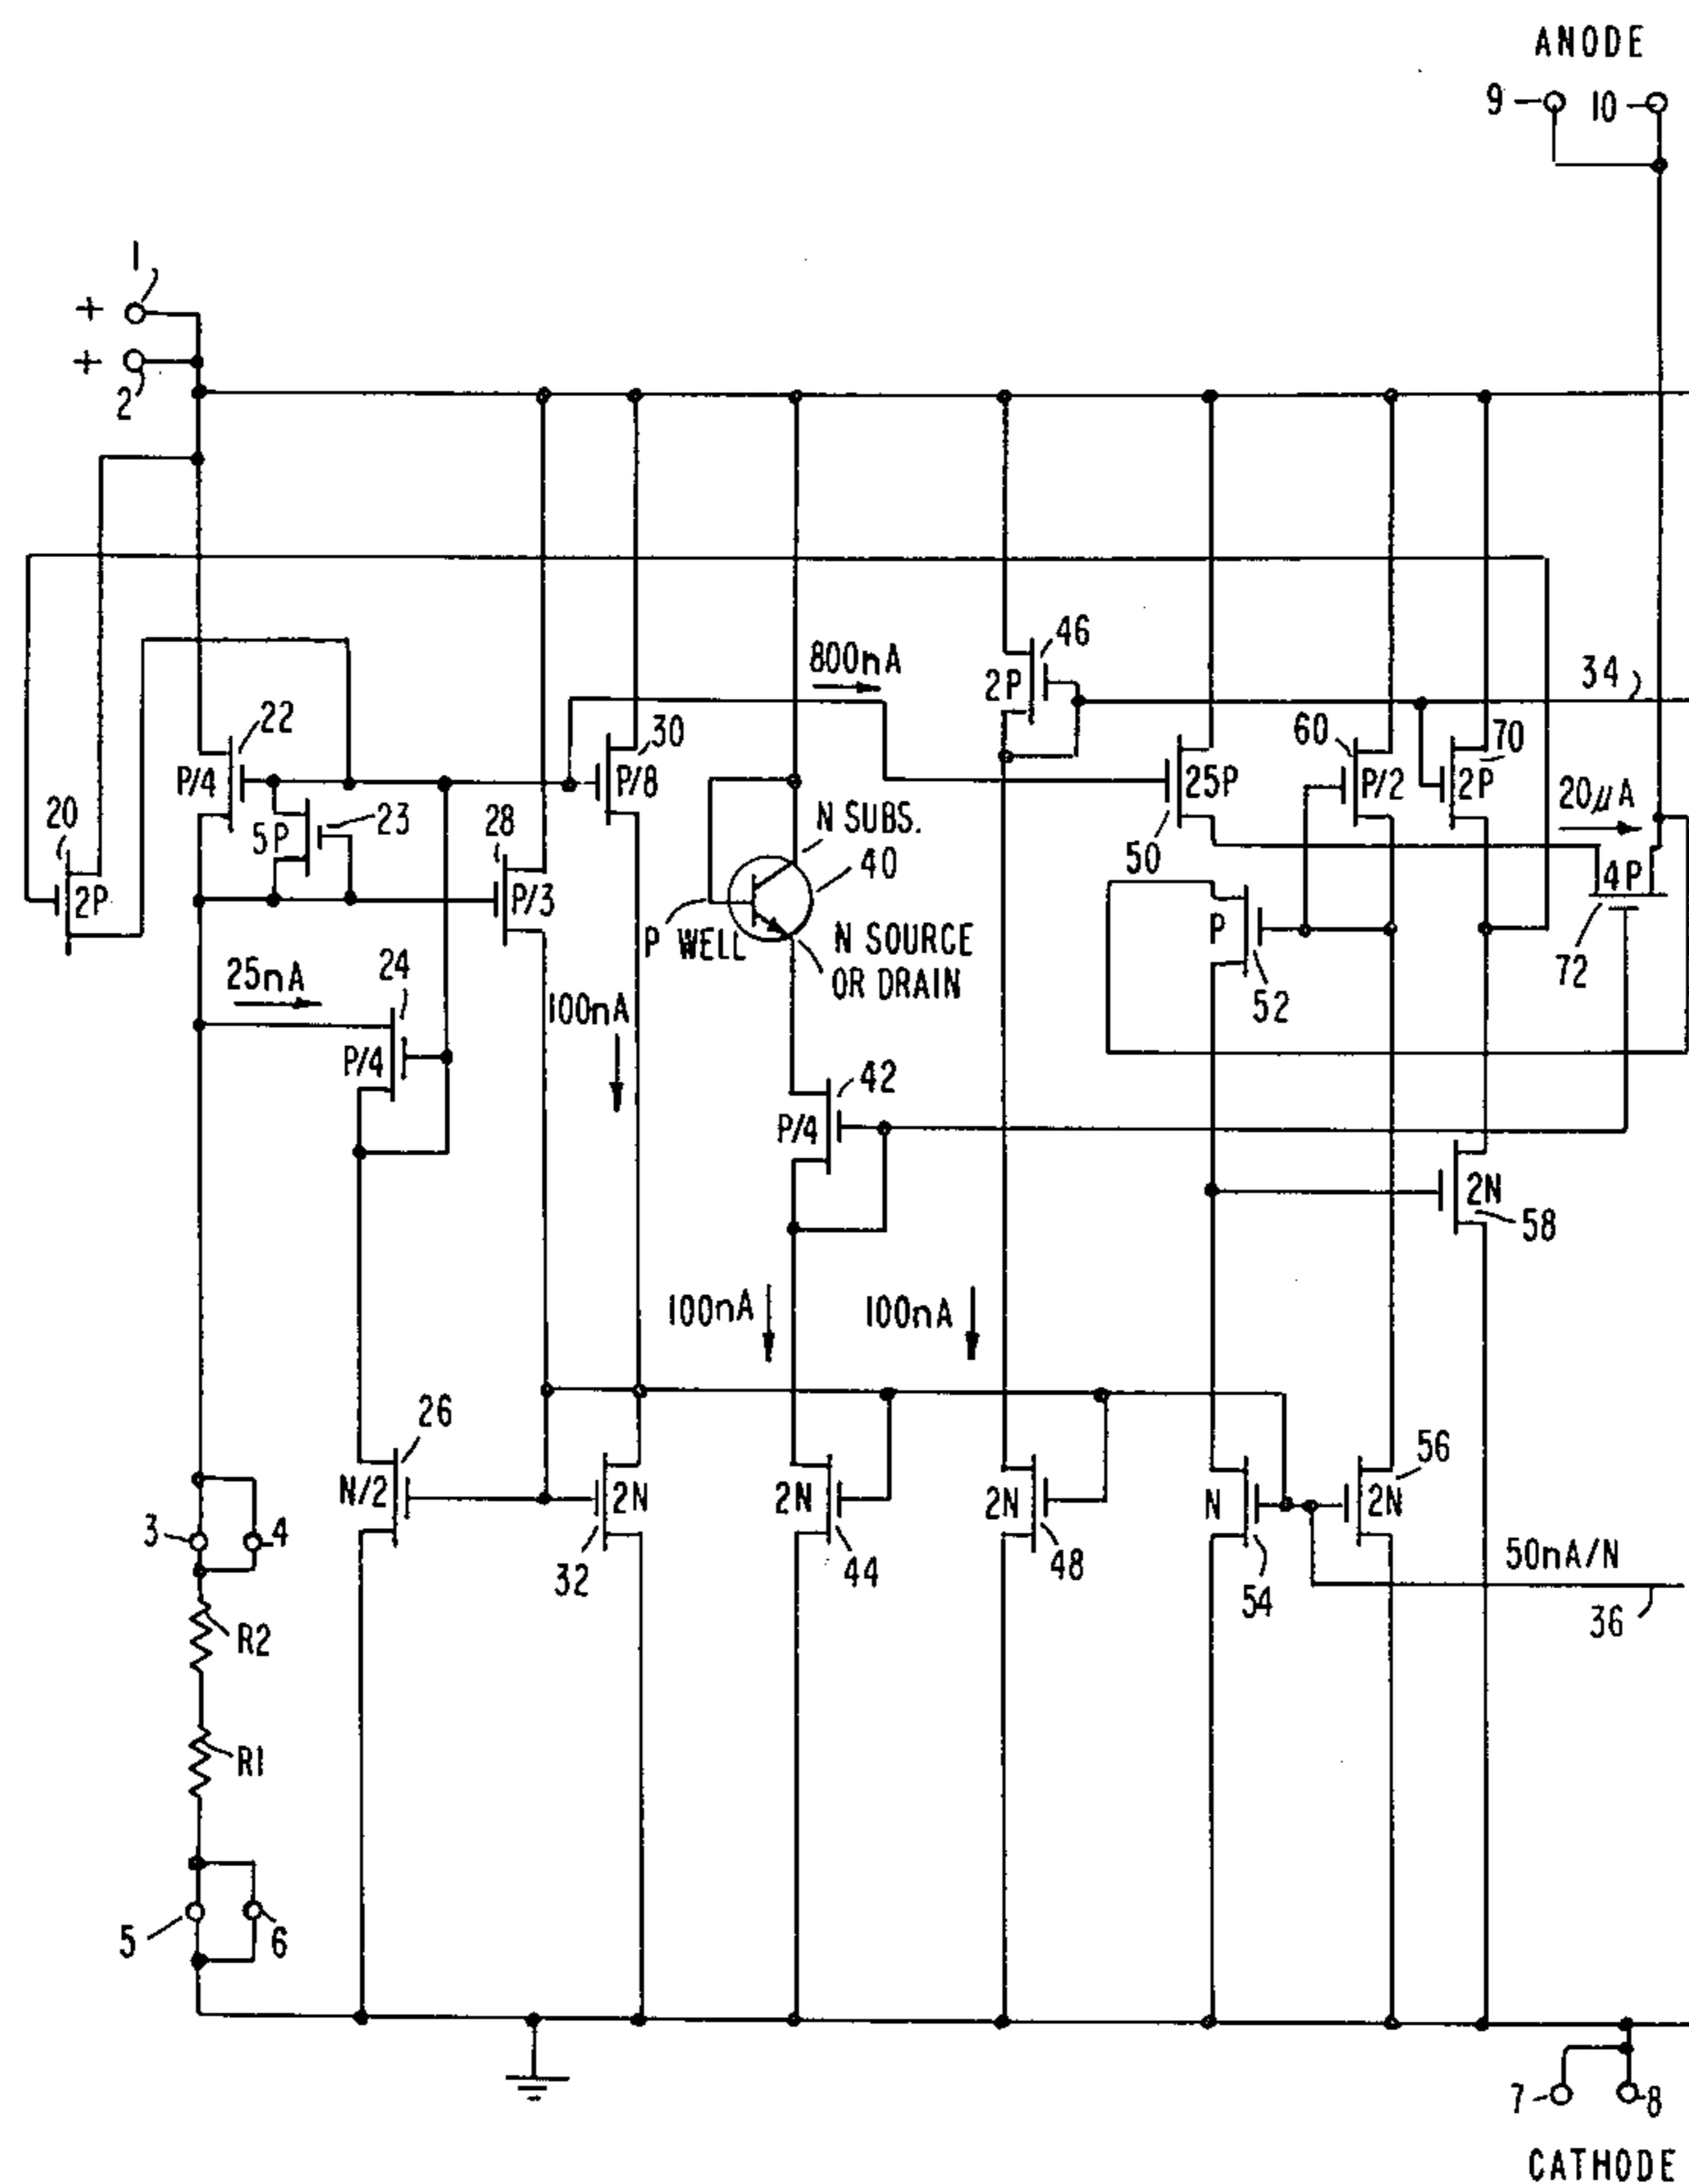 ANODE
9 10
1
+
+
2
46
800nA
34
22
30
60
70
P/4
P/8
2P
25P
P/2
2P
20μA
20
5P
23
28
N SUBS.
40
50
4P
2P
P/3
P WELL
N SOURCE
OR DRAIN
P
72
52
24
25nA
100nA
P/4
42
P/4
2N
58
100nA
100nA
26
56
N/2
2N
2N
2N
N
2N
3
4
32
44
48
54
50nA/N
36
R2
R1
5
6
7
8
CATHODE